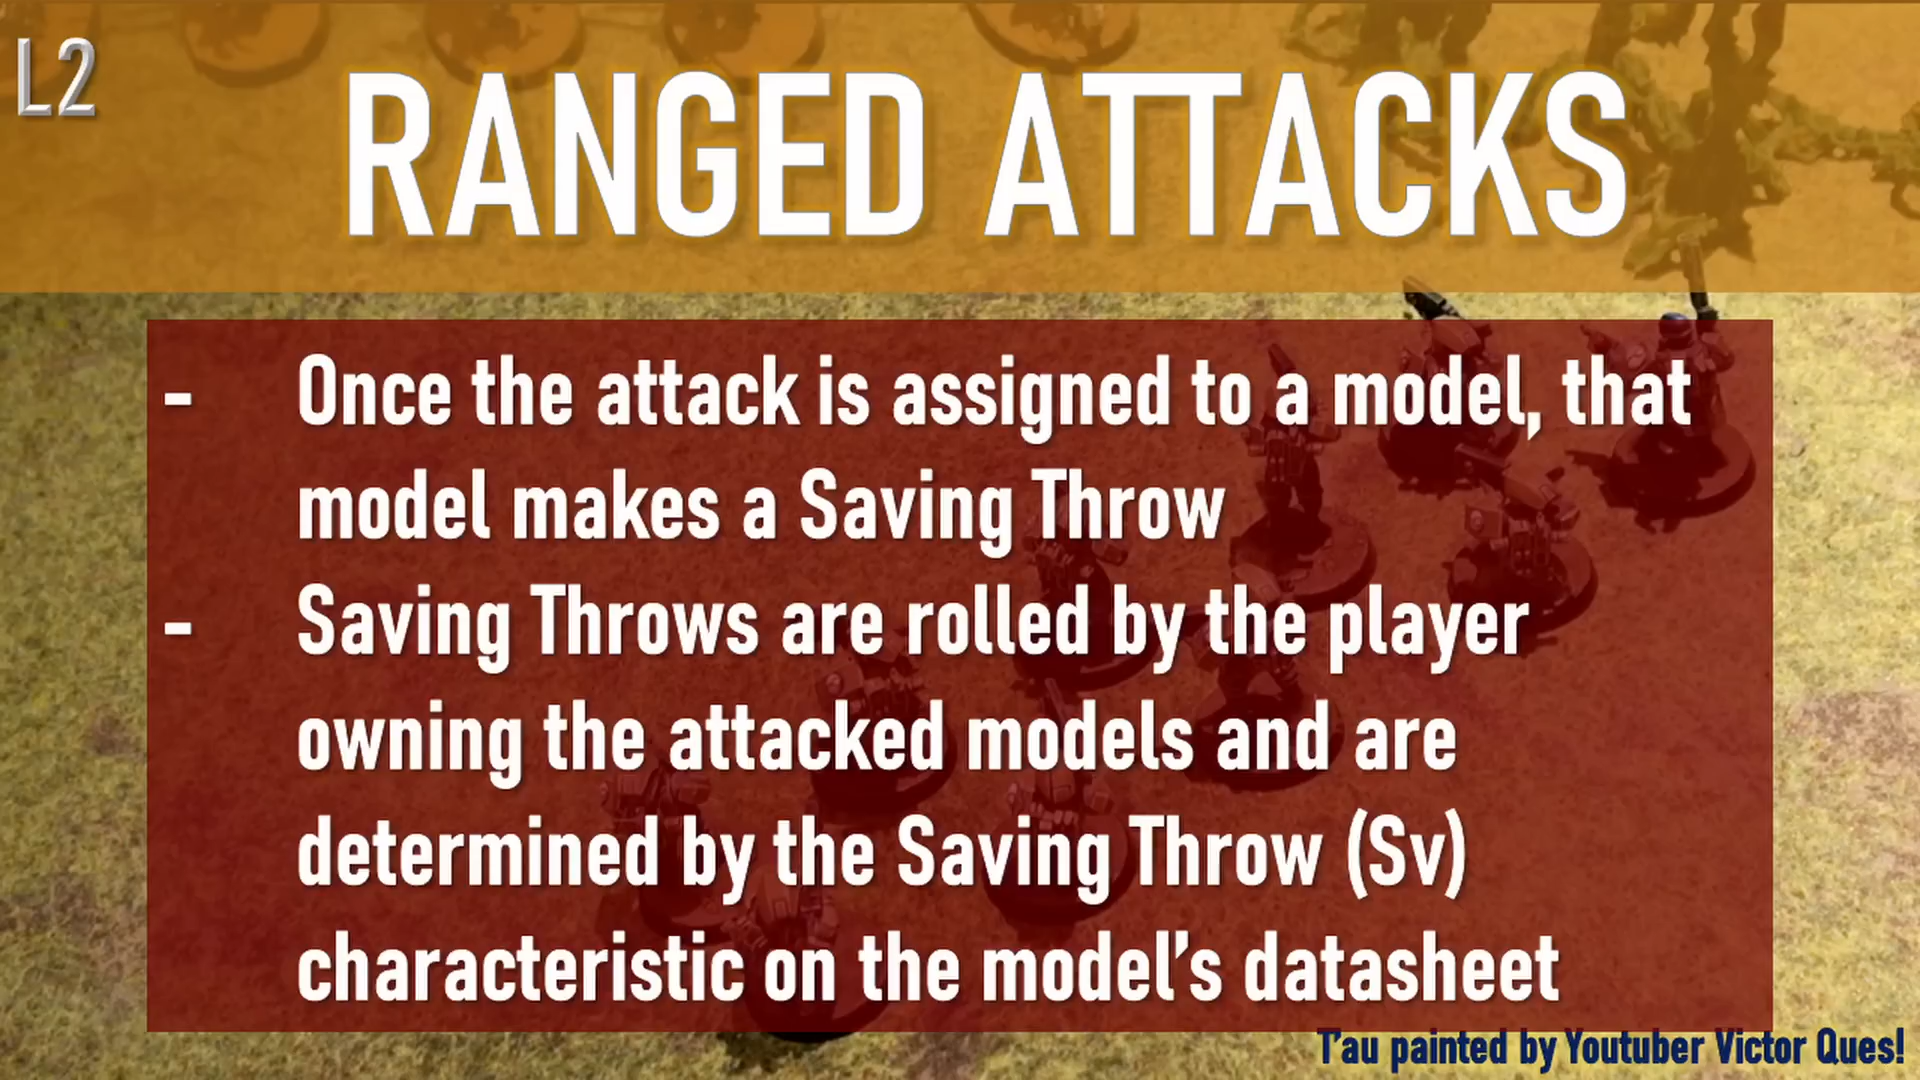 L2
RANGED ATTACKS
- Once the attack is assigned to a model, that
model makes a Saving Throw
- Saving Throws are rolled by the player
owning the attacked models and are
determined by the Saving Throw (Sv)
characteristic on the model's datasheet
T'au painted by Youtuber Victor Ques!